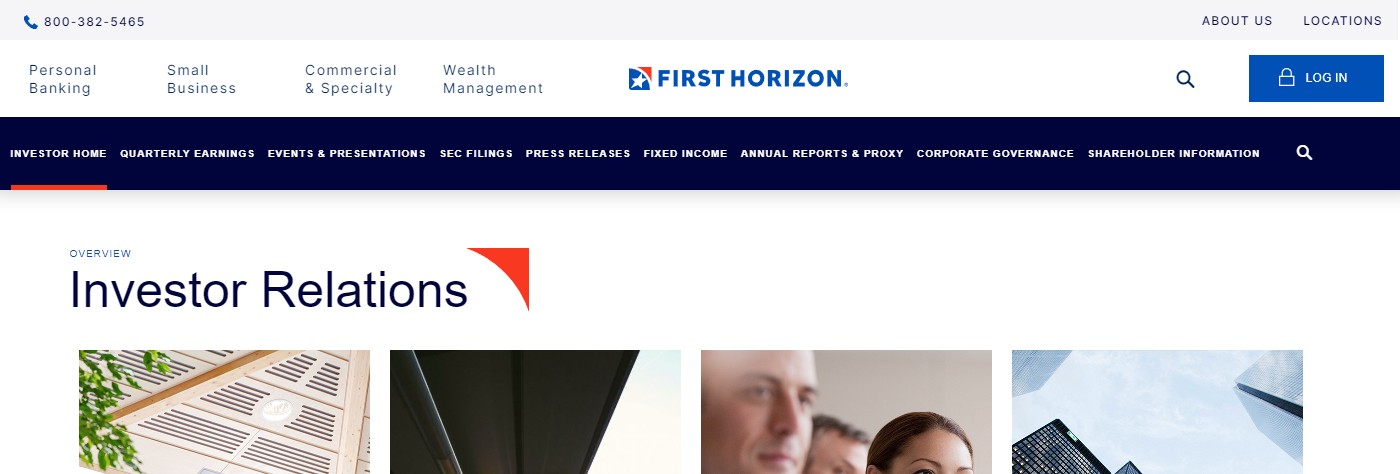 800-382-5465
ABOUT US
LOCATIONS
Personal
Banking
Small
Business
Commercial
& Specialty
Wealth
Management
FIRST HORIZON®
LOG IN
INVESTOR HOME
QUARTERLY EARNINGS
EVENTS & PRESENTATIONS
SEC FILINGS
PRESS RELEASES
FIXED INCOME
ANNUAL REPORTS & PROXY
CORPORATE GOVERNANCE
SHAREHOLDER INFORMATION
OVERVIEW
Investor Relations